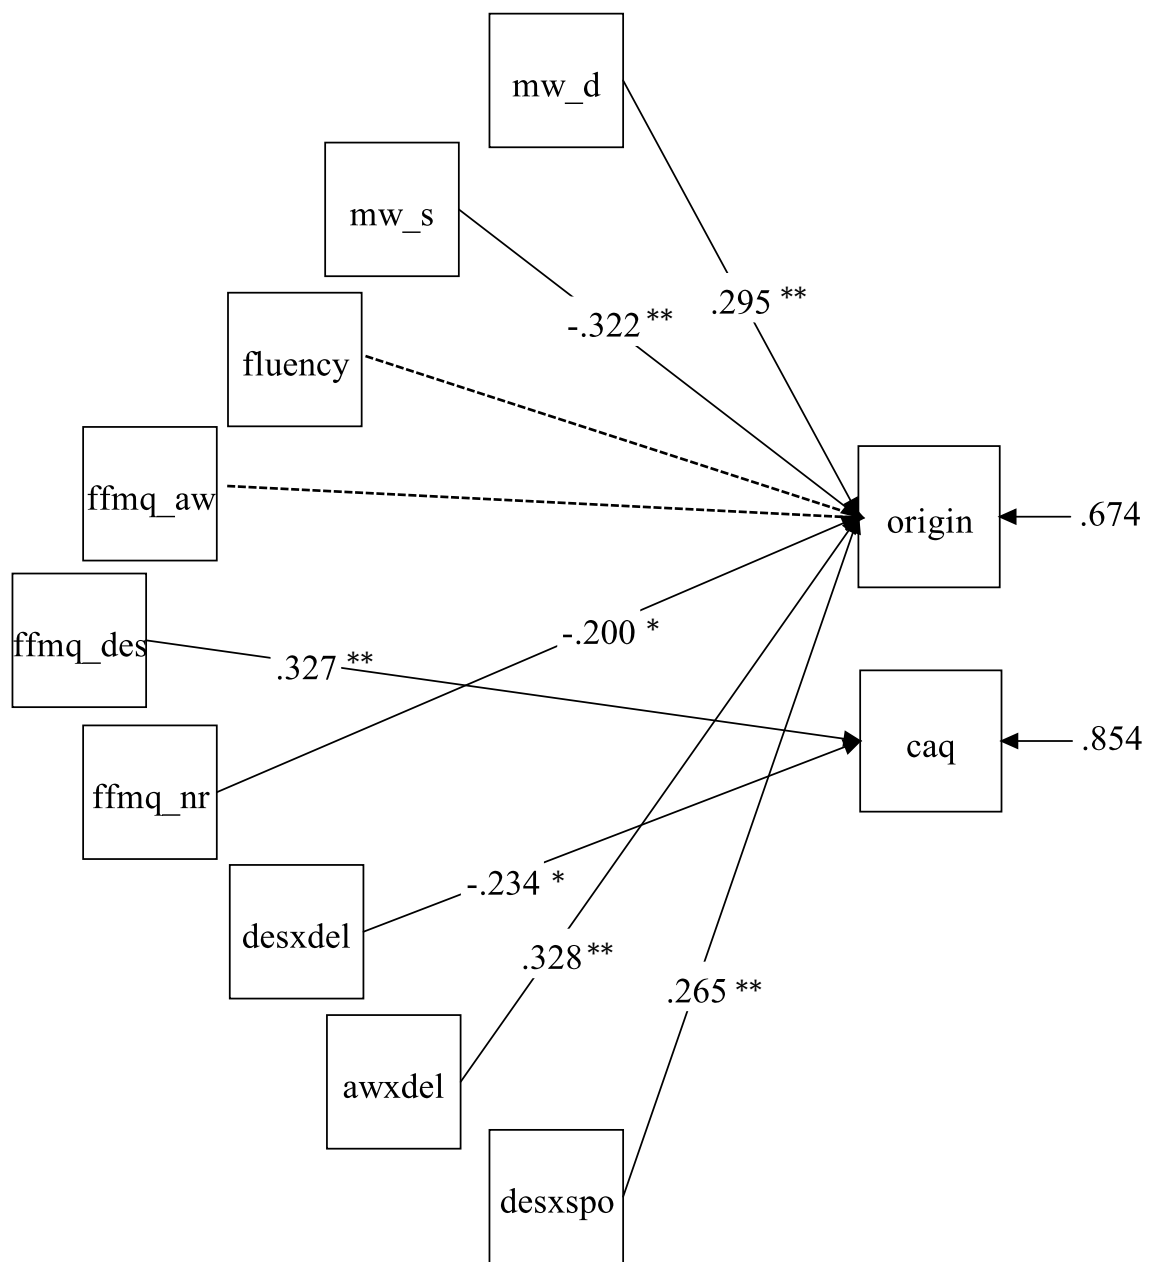 mw_d
mw_s
.295 **
-.322 **
fluency
ffmq_aw
origin
.674
ffmq_des
-.200 *
.327 **
caq
.854
ffmq_nr
-.234 *
desxdel
.328 **
.265 **
awxdel
desxspo